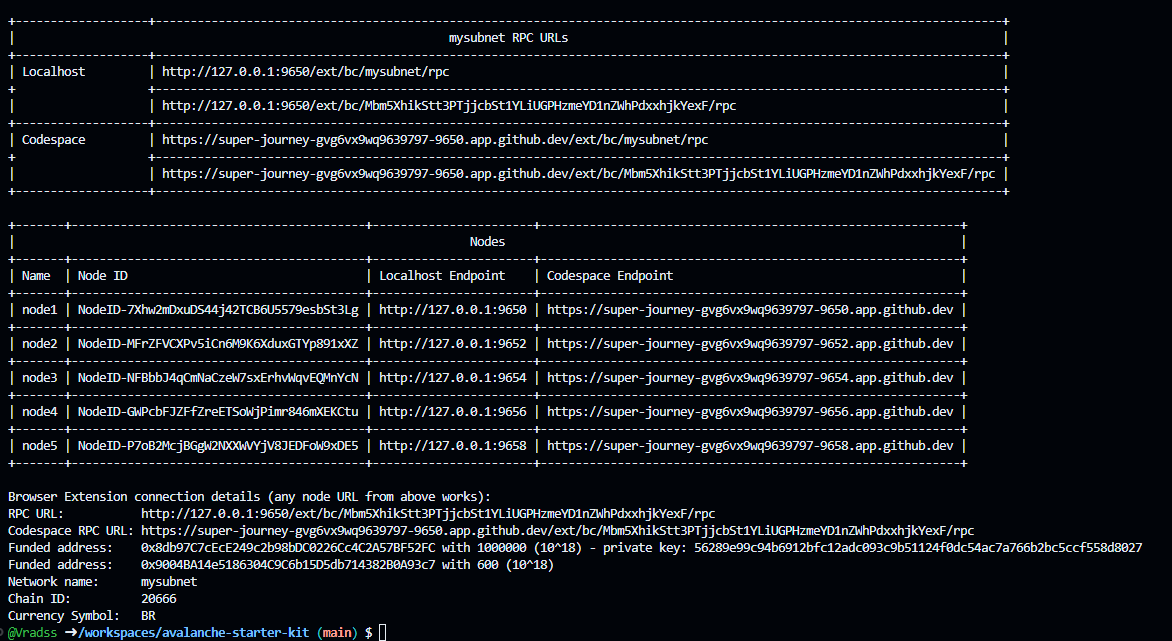 mysubnet RPC URLs
Localhost | http://127.0.0.1:9650/ext/bc/mysubnet/rpc
http://127.0.0.1:9650/ext/bc/Mbm5XhikStt3PTjjcbSt1YLiUGPHzmeYD1nZWhPdxxhjkYexF/rpc
Codespace | https://super-journey-gvg6vx9wq9639797-9650.app.github.dev/ext/bc/mysubnet/rpc
https://super-journey-gvg6vx9wq9639797-9650.app.github.dev/ext/bc/Mbm5XhikStt3PTjjcbSt1YLiUGPHzmeYD1nZWhPdxxhjkYexF/rpc
Nodes
Name | Node ID | Localhost Endpoint | Codespace Endpoint
node1 | NodeID-7Xhw2mDxuDS44j42TCB6U5579esbSt3Lg | http://127.0.0.1:9650 | https://super-journey-gvg6vx9wq9639797-9650.app.github.dev
node2 | NodeID-MFrZFVCXPv5iCn6M9K6XduxGTYp891xXZ | http://127.0.0.1:9652 | https://super-journey-gvg6vx9wq9639797-9652.app.github.dev
node3 | NodeID-NFBbbJ4qCmNaCzeW7sxErhvWqvEQMnYcN | http://127.0.0.1:9654 | https://super-journey-gvg6vx9wq9639797-9654.app.github.dev
node4 | NodeID-GWPcbFJZFfZreETSoWjPimr846mXEKCtu | http://127.0.0.1:9656 | https://super-journey-gvg6vx9wq9639797-9656.app.github.dev
node5 | NodeID-P7oB2McjBGgW2NXXWVYjV8JEDFoW9xDE5 | http://127.0.0.1:9658 | https://super-journey-gvg6vx9wq9639797-9658.app.github.dev
Browser Extension connection details (any node URL from above works):
RPC URL: http://127.0.0.1:9650/ext/bc/Mbm5XhikStt3PTjjcbSt1YLiUGPHzmeYD1nZWhPdxxhjkYexF/rpc
Codespace RPC URL: https://super-journey-gvg6vx9wq9639797-9650.app.github.dev/ext/bc/Mbm5XhikStt3PTjjcbSt1YLiUGPHzmeYD1nZWhPdxxhjkYexF/rpc
Funded address: 0x8db97C7cEcE249c2b98bDC0226Cc4C2A57BF52FC with 1000000 (10^18) - private key: 56289e99c94b6912bfc12adc093c9b51124f0dc54ac7a766b2bc5ccf558d8027
Funded address: 0x9004BA14e5186304C9C6b15D5db714382B0A93c7 with 600 (10^18)
Network name: mysubnet
Chain ID: 20666
Currency Symbol: BR
@Vradss ➜/workspaces/avalanche-starter-kit (main) $